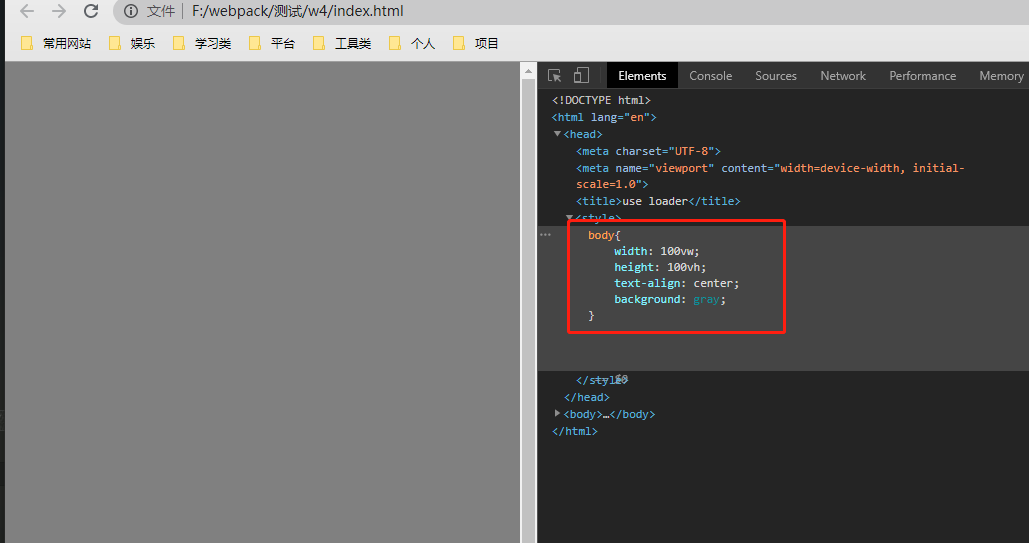 文件 F:/webpack/测试/w4/index.html
常用网站 娱乐 学习类 平台 工具类 个人 项目
Elements Console Sources Network Performance Memory
<!DOCTYPE html>
<html lang="en">
<head>
<meta charset="UTF-8">
<meta name="viewport" content="width=device-width, initial-
scale=1.0">
<title>use loader</title>
<style>
body{
width: 100vw;
height: 100vh;
text-align: center;
background: gray;
}
</style>
</head>
<body>…</body>
</html>